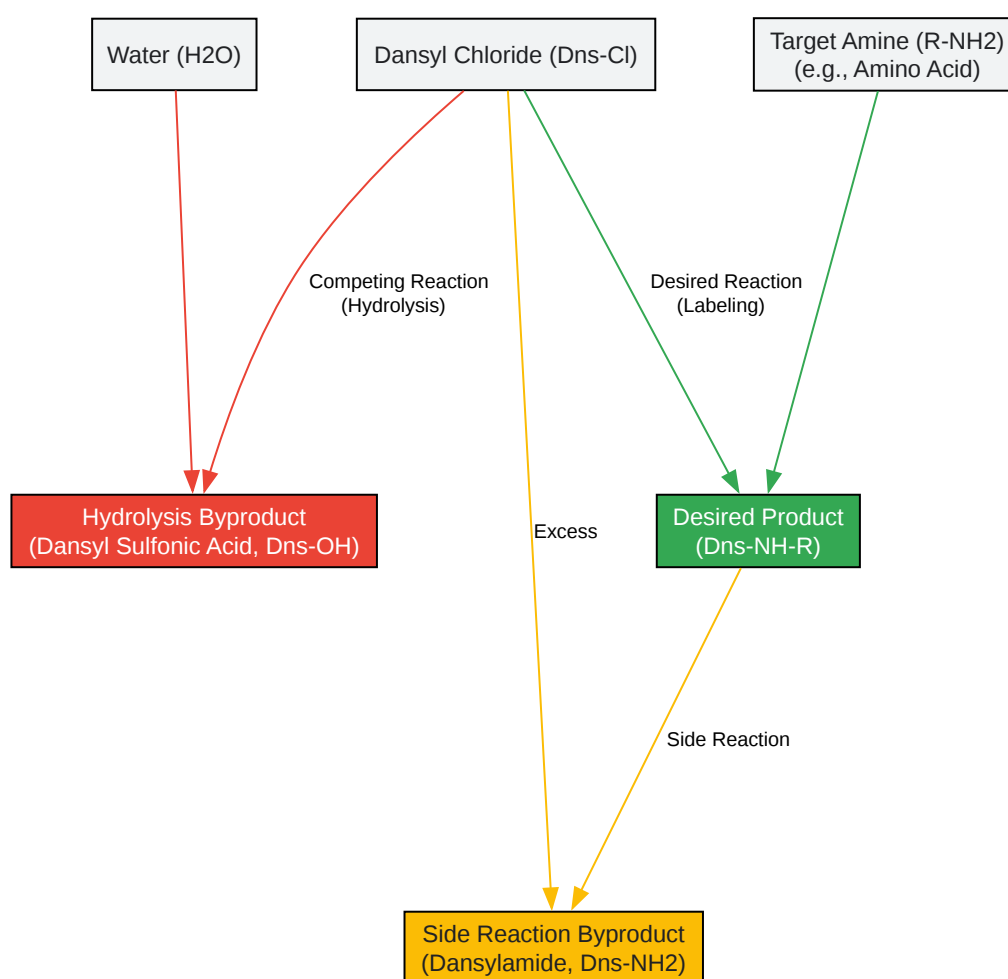 Water (H2O)
Dansyl Chloride (Dns-Cl)
Target Amine (R-NH2)
(e.g., Amino Acid)
Competing Reaction
(Hydrolysis)
Desired Reaction
(Labeling)
Hydrolysis Byproduct
(Dansyl Sulfonic Acid, Dns-OH)
Excess
Desired Product
(Dns-NH-R)
Side Reaction
Side Reaction Byproduct
(Dansylamide, Dns-NH2)